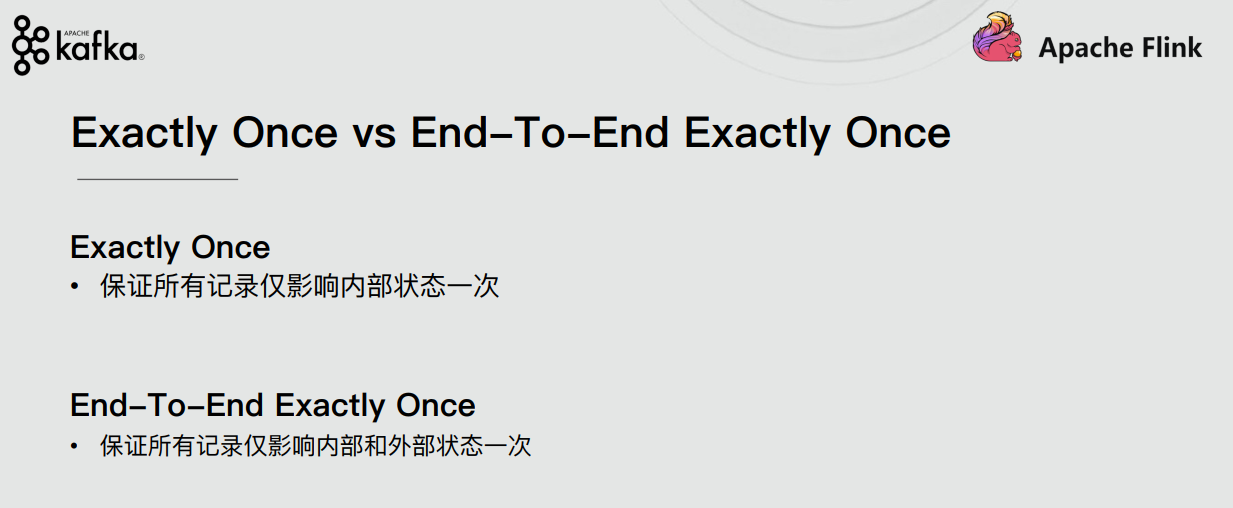 APACHE
kafka®
Apache Flink
Exactly Once vs End–To–End Exactly Once
Exactly Once
• 保证所有记录仅影响内部状态一次
End–To–End Exactly Once
• 保证所有记录仅影响内部和外部状态一次